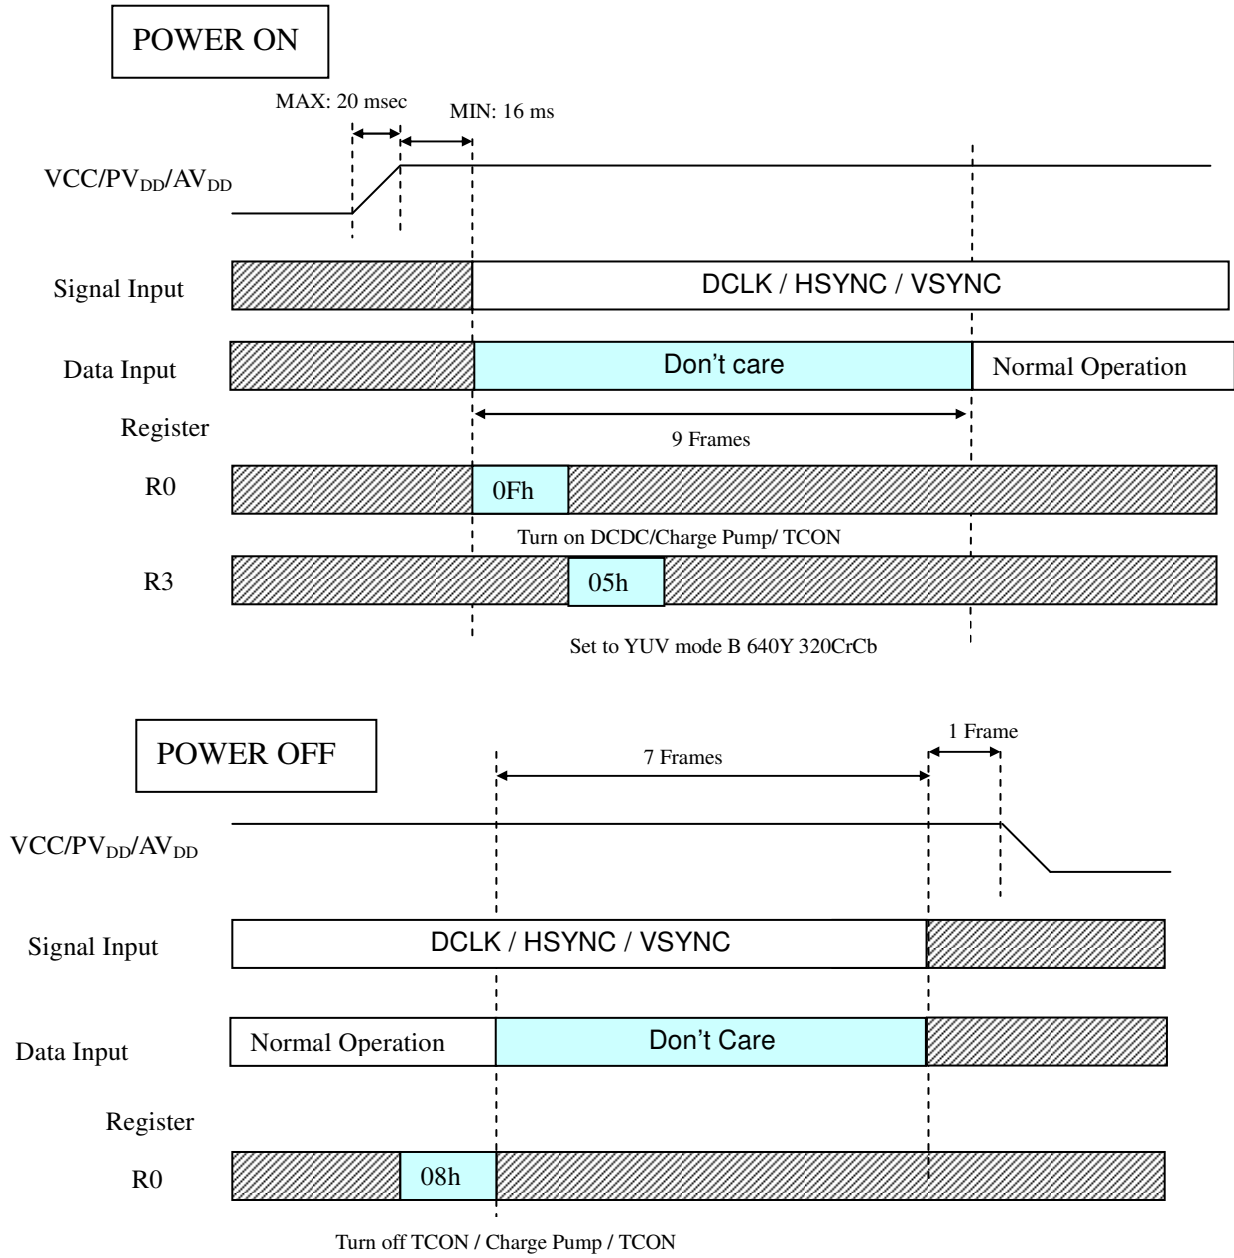 POWER ON
MAX: 20 msec
MIN: 16 ms
VCC/PVDD/AVDD
Signal Input
DCLK / HSYNC / VSYNC
Data Input
Don't care
Normal Operation
Register
9 Frames
R0
0Fh
Turn on DCDC/Charge Pump/ TCON
R3
05h
Set to YUV mode B 640Y 320CrCb
POWER OFF
7 Frames
1 Frame
VCC/PVDD/AVDD
Signal Input
DCLK / HSYNC / VSYNC
Data Input
Normal Operation
Don't Care
Register
R0
08h
Turn off TCON / Charge Pump / TCON